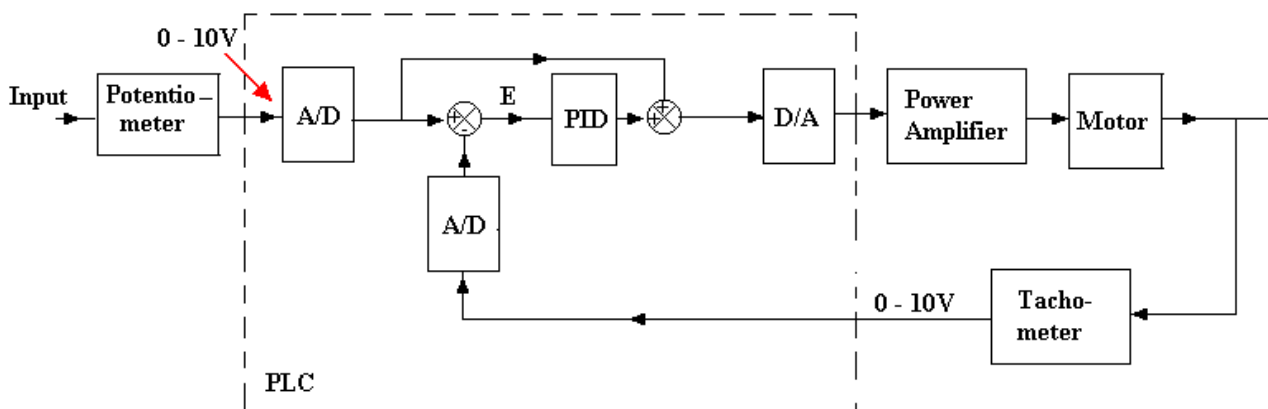 0 - 10V
Input
Potentio-
meter
A/D
+
-
E
PID
+
+
D/A
Power
Amplifier
Motor
A/D
0 - 10V
Tacho-
meter
PLC